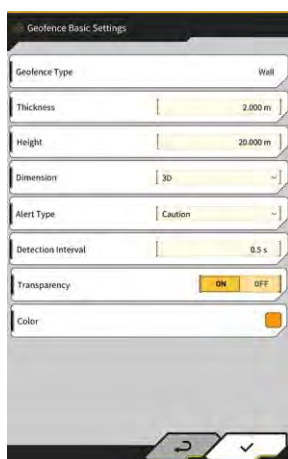 Geofence Basic Settings
Geofence Type Wall
Thickness 2.000 m
Height 20.000 m
Dimension 3D
Alert Type Caution
Detection Interval 0.5 s
Transparency ON OFF
Color